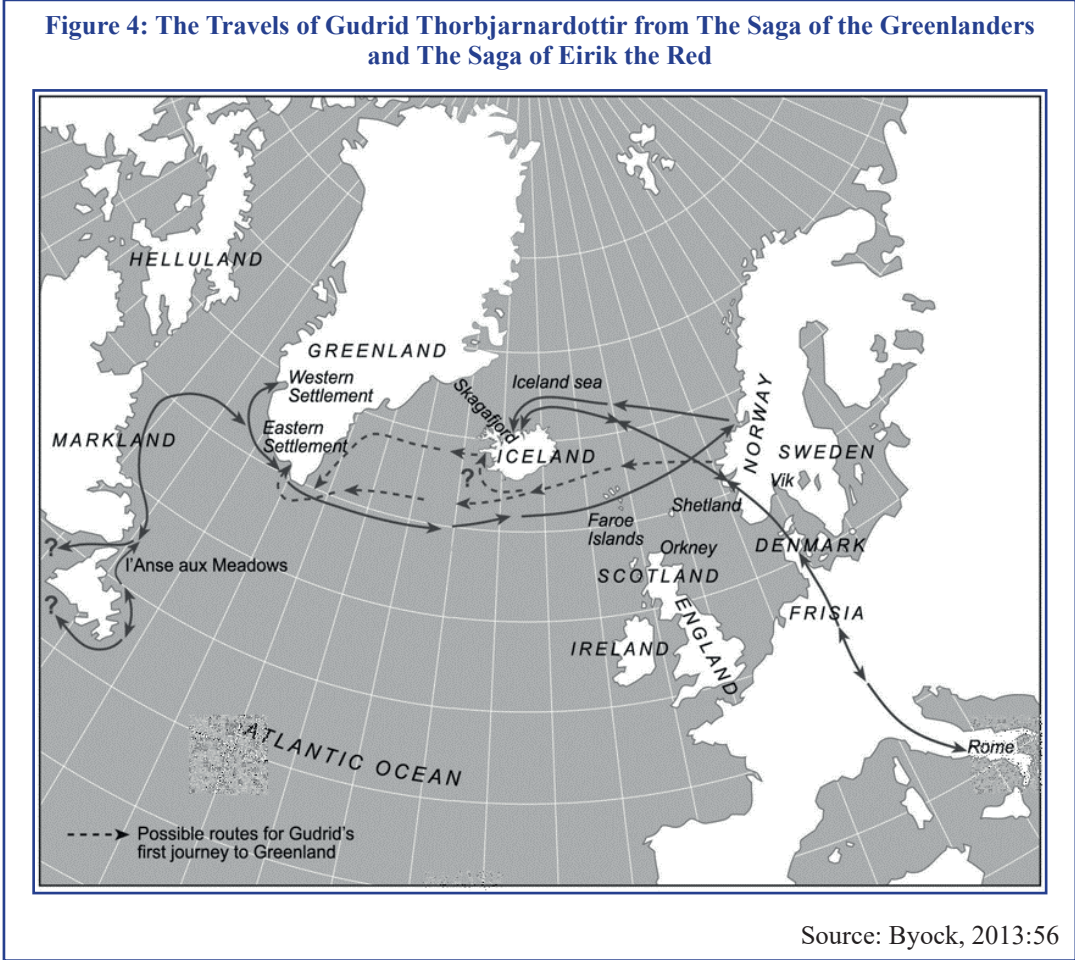 Figure 4: The Travels of Gudrid Thorbjarnardottir from The Saga of the Greenlanders
and The Saga of Eirik the Red
HELLULAND
GREENLAND
Western
Settlement
Iceland sea
Skagafjord
Eastern
Settlement
MARKLAND
ICELAND
?
NORWAY
SWEDEN
Vik
Shetland
Faroe
Islands
?
l'Anse aux Meadows
Orkney
DENMARK
SCOTLAND
?
FRISIA
IRELAND
ENGLAND
ATLANTIC OCEAN
Rome
Possible routes for Gudrid's
first journey to Greenland
Source: Byock, 2013:56